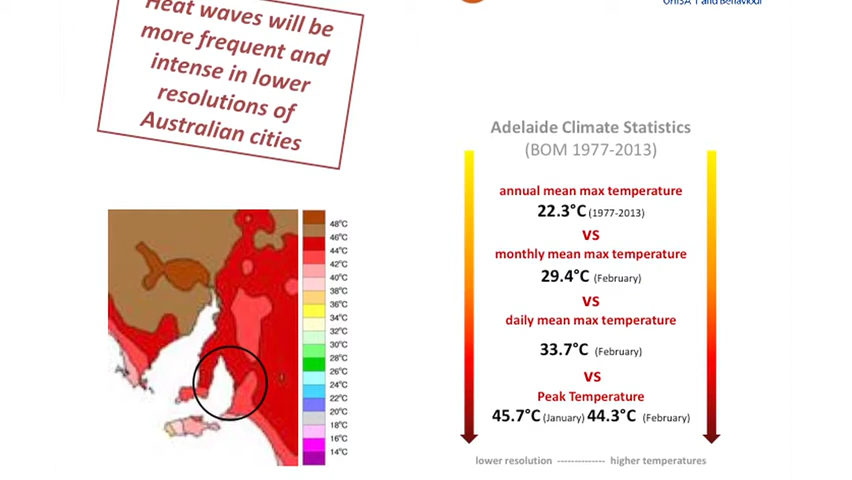 Heat waves will be
more frequent and
intense in lower
resolutions of
Australian cities
Adelaide Climate Statistics
(BOM 1977-2013)
annual mean max temperature
22.3°C (1977-2013)
VS
monthly mean max temperature
29.4°C (February)
VS
daily mean max temperature
33.7°C (February)
VS
Peak Temperature
45.7°C (January) 44.3°C (February)
lower resolution -------------- higher temperatures
48°C
46°C
44°C
42°C
40°C
38°C
36°C
34°C
32°C
30°C
28°C
26°C
24°C
22°C
20°C
18°C
16°C
14°C